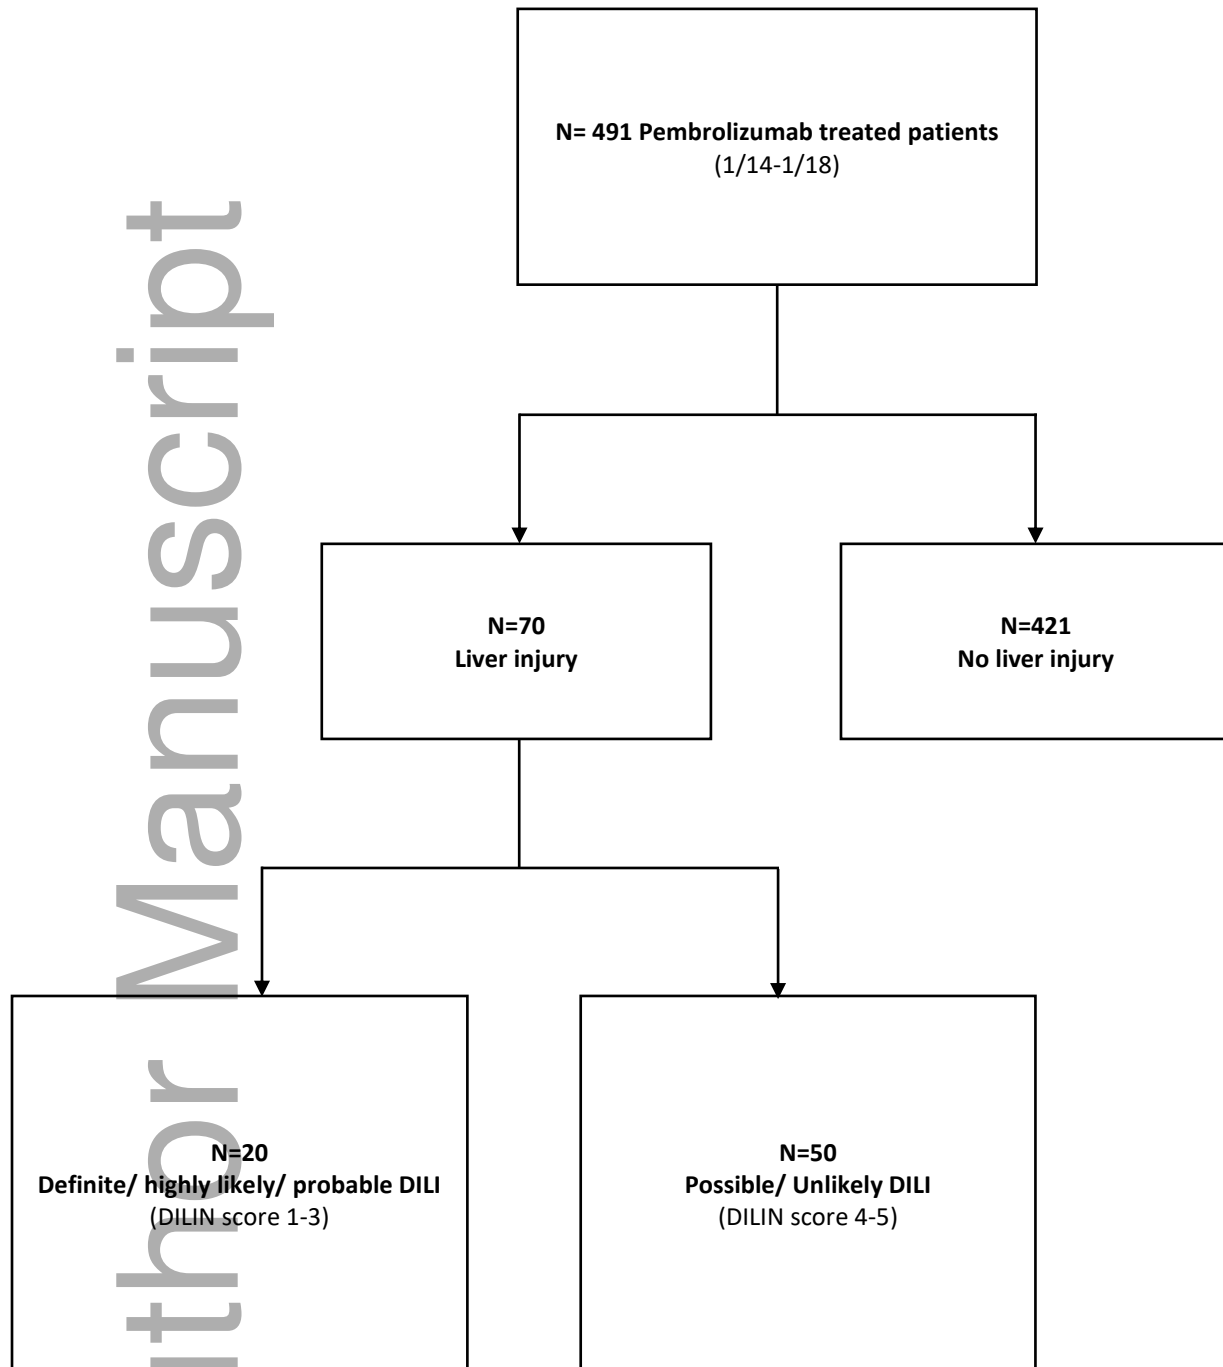 N= 491 Pembrolizumab treated patients
(1/14-1/18)
N=70
Liver injury
N=421
No liver injury
N=20
Definite/ highly likely/ probable DILI
(DILIN score 1-3)
N=50
Possible/ Unlikely DILI
(DILIN score 4-5)
Manuscript